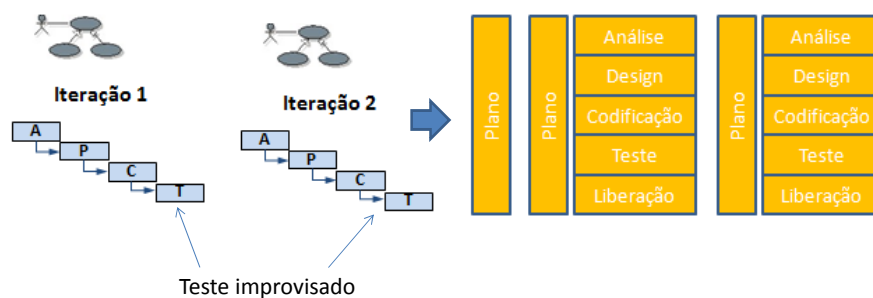 Iteração 1
A
P
C
T
Iteração 2
A
P
C
T
Teste improvisado
Plano
Plano
Análise
Design
Codificação
Teste
Liberação
Plano
Análise
Design
Codificação
Teste
Liberação